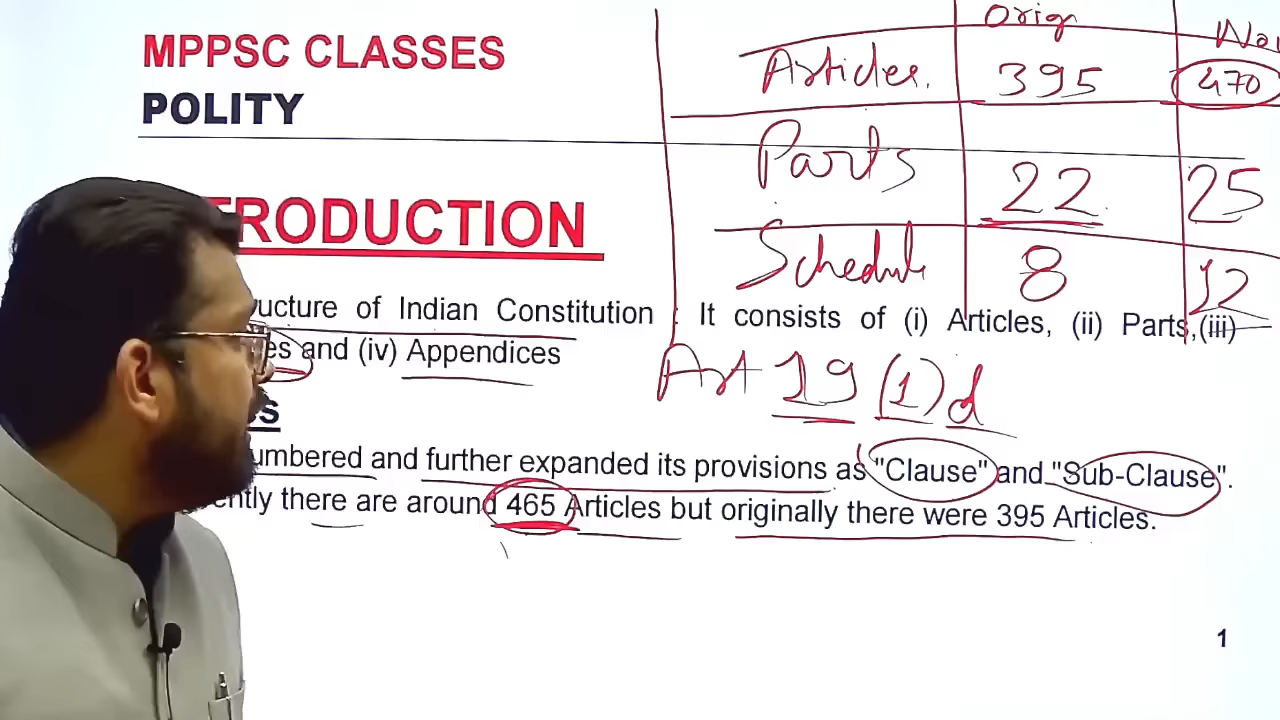 MPPSC CLASSES
POLITY
Orig
Articles. 395 470
Parts 22 25
Schedule 8 12
TRODUCTION
ucture of Indian Constitution : It consists of (i) Articles, (ii) Parts, (iii)
es and (iv) Appendices
Art 19 (1) d
umbered and further expanded its provisions as "Clause" and "Sub-Clause".
ntly there are around 465 Articles but originally there were 395 Articles.
1